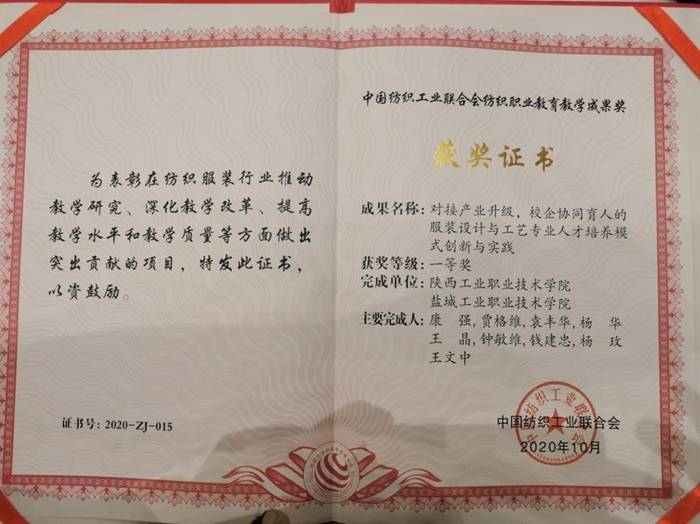 为表彰在纺织服装行业推动
教学研究、深化教学改革、提高
教学水平和教学质量等方面做出
突出贡献的项目，特发此证书，
以资鼓励。
证书号：2020-ZJ-015
中国纺织工业联合会纺织职业教育教学成果奖
获奖证书
成果名称：对接产业升级，校企协同育人的
服装设计与工艺专业人才培养模
式创新与实践
获奖等级：一等奖
完成单位：陕西工业职业技术学院
盐城工业职业技术学院
主要完成人：康 强，贾格维，袁丰华，杨 华
王 晶，钟敏维，钱建忠，杨 玫
王文中
中国纺织工业联合会
2020年10月
中国纺织工业联合会